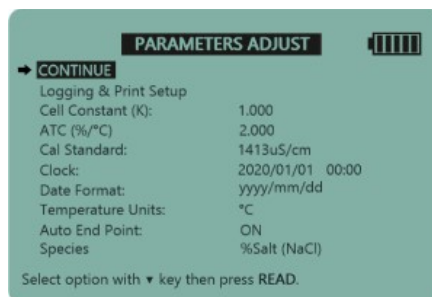 PARAMETERS ADJUST
➔ CONTINUE
Logging & Print Setup
Cell Constant (K): 1.000
ATC (%/°C) 2.000
Cal Standard: 1413uS/cm
Clock: 2020/01/01 00:00
Date Format: yyyy/mm/dd
Temperature Units: °C
Auto End Point: ON
Species %Salt (NaCl)
Select option with ▼ key then press READ.